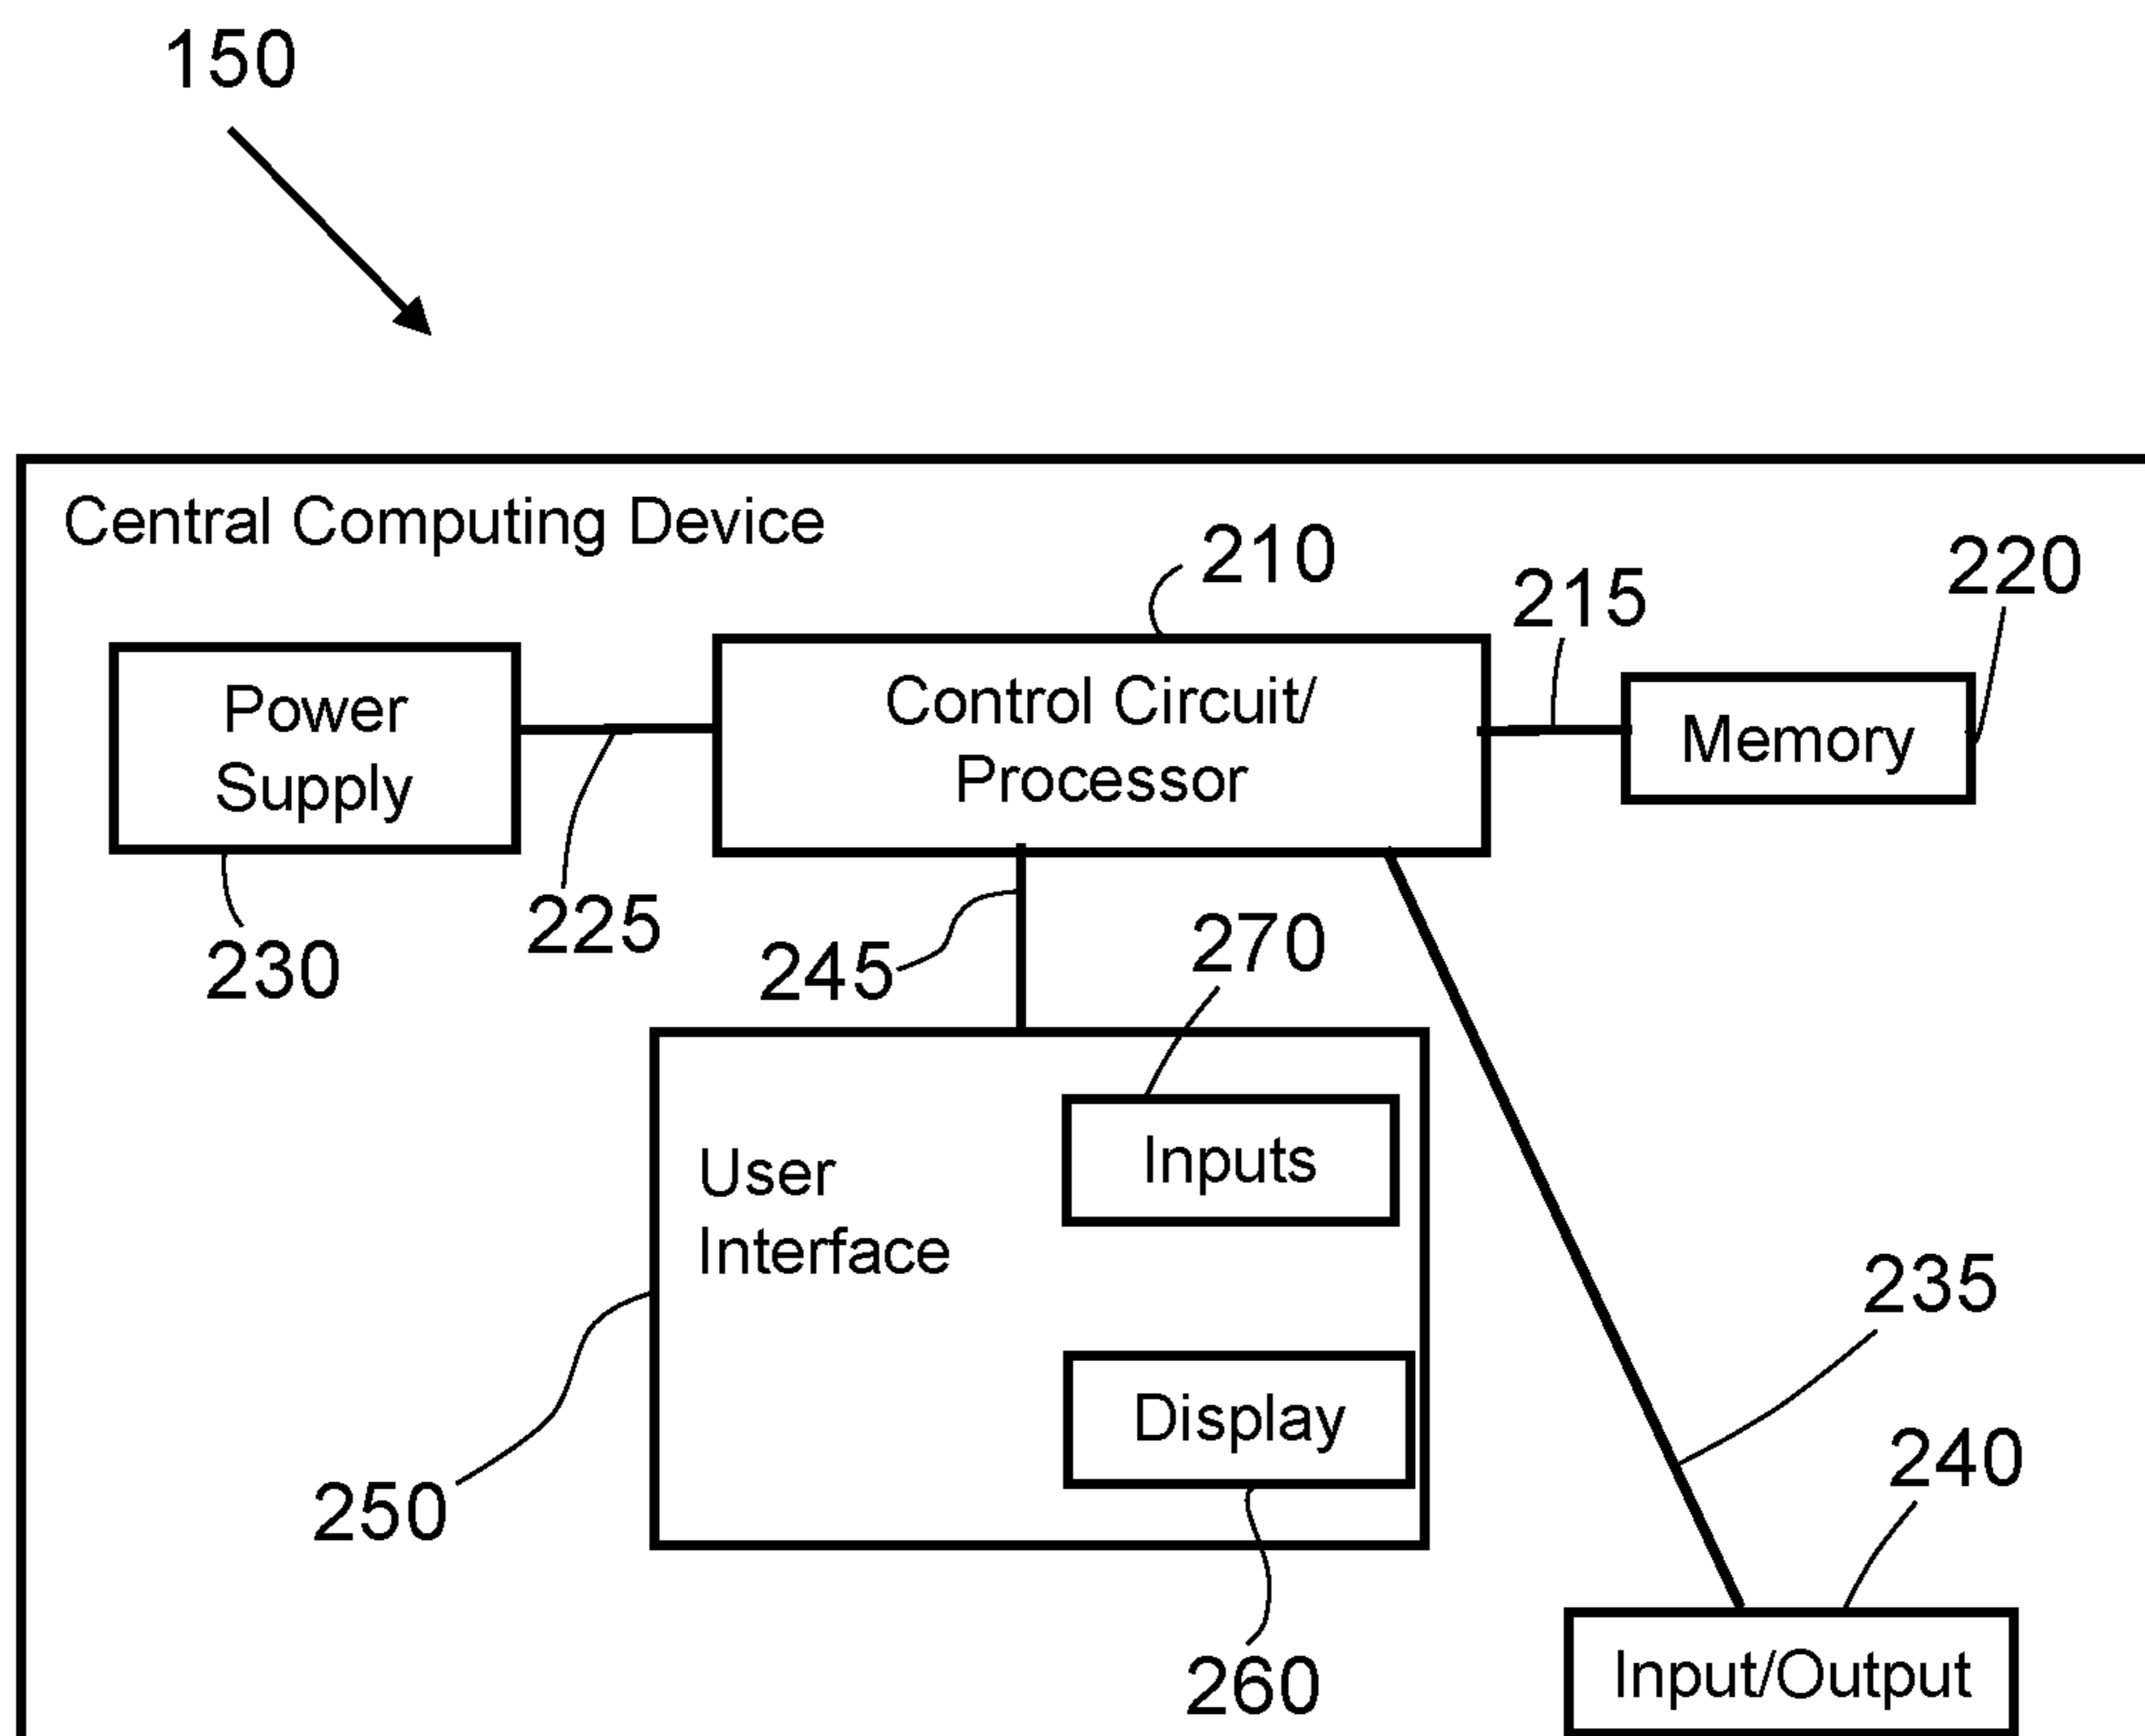 150
Central Computing Device
210
215
220
Power
Supply
Control Circuit/
Processor
Memory
230
225
245
270
Inputs
User
Interface
235
Display
240
250
260
Input/Output